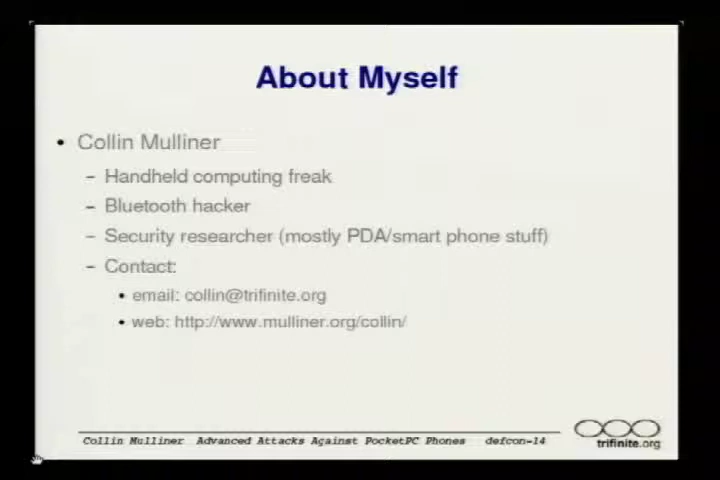 About Myself
• Collin Mulliner
– Handheld computing freak
– Bluetooth hacker
– Security researcher (mostly PDA/smart phone stuff)
– Contact:
• email: collin@trifinite.org
• web: http://www.mulliner.org/collin/
Collin Mulliner Advanced Attacks Against PocketPC Phones defcon-14
trifinite.org